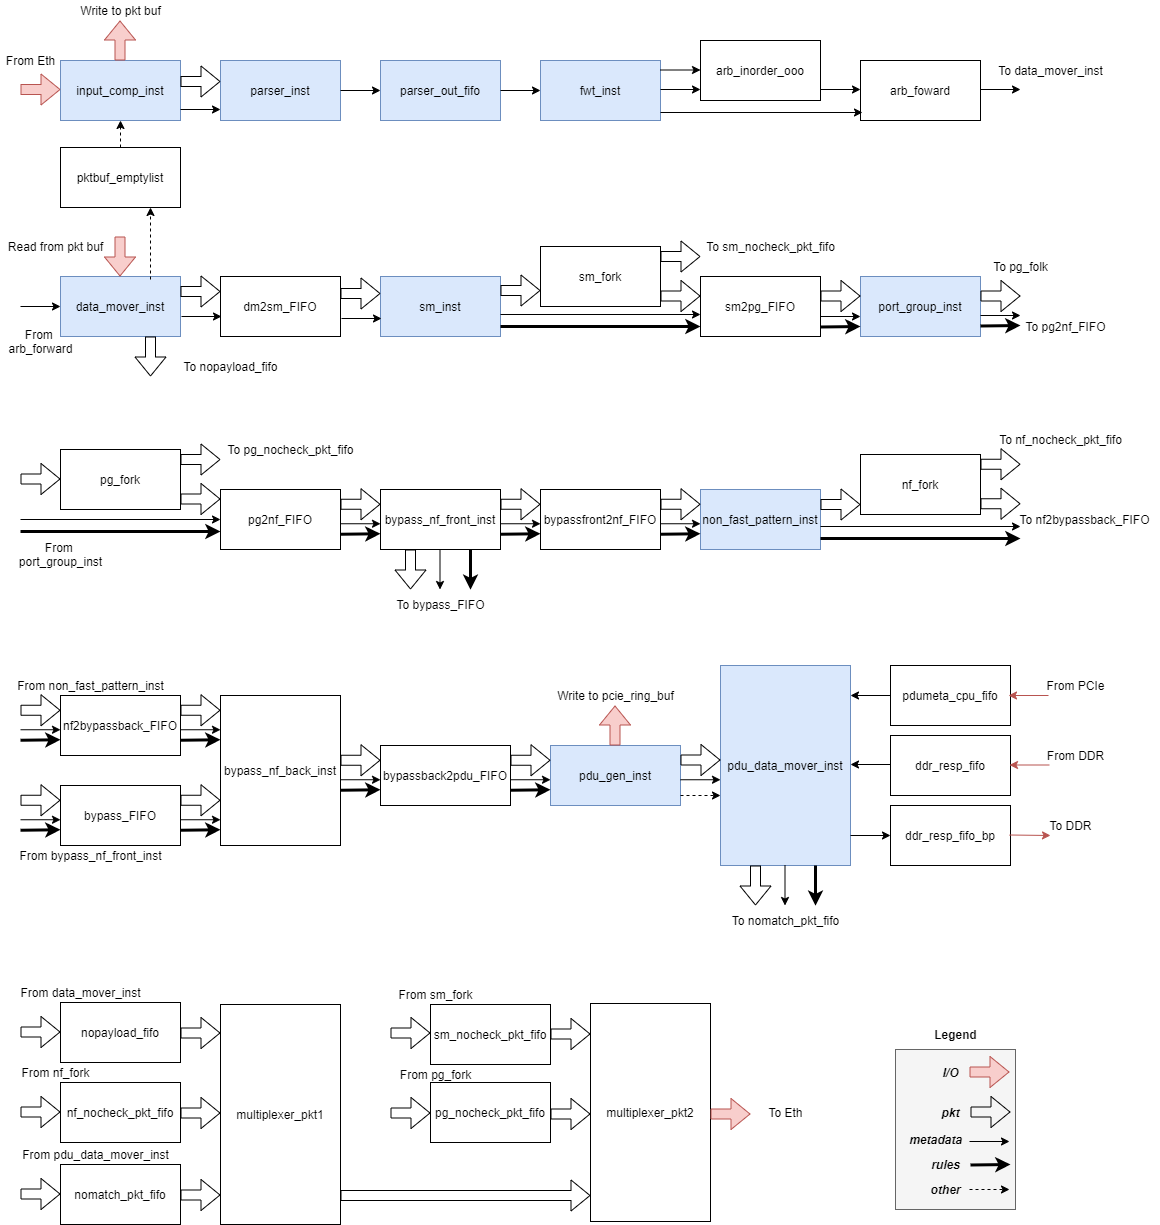 Write to pkt buf
From Eth
input_comp_inst
parser_inst
parser_out_fifo
fwt_inst
arb_inorder_ooo
arb_foward
To data_mover_inst
pktbuf_emptylist
Read from pkt buf
data_mover_inst
From
arb_forward
To nopayload_fifo
dm2sm_FIFO
sm_inst
sm_fork
To sm_nocheck_pkt_fifo
sm2pg_FIFO
port_group_inst
To pg_folk
To pg2nf_FIFO
pg_fork
To pg_nocheck_pkt_fifo
From
port_group_inst
pg2nf_FIFO
bypass_nf_front_inst
To bypass_FIFO
bypassfront2nf_FIFO
non_fast_pattern_inst
nf_fork
To nf_nocheck_pkt_fifo
To nf2bypassback_FIFO
From non_fast_pattern_inst
nf2bypassback_FIFO
bypass_FIFO
From bypass_nf_front_inst
bypass_nf_back_inst
bypassback2pdu_FIFO
Write to pcie_ring_buf
pdu_gen_inst
pdu_data_mover_inst
pdumeta_cpu_fifo
From PCIe
ddr_resp_fifo
From DDR
ddr_resp_fifo_bp
To DDR
To nomatch_pkt_fifo
From data_mover_inst
nopayload_fifo
From nf_fork
nf_nocheck_pkt_fifo
From pdu_data_mover_inst
nomatch_pkt_fifo
multiplexer_pkt1
From sm_fork
sm_nocheck_pkt_fifo
From pg_fork
pg_nocheck_pkt_fifo
multiplexer_pkt2
To Eth
Legend
I/O
pkt
metadata
rules
other